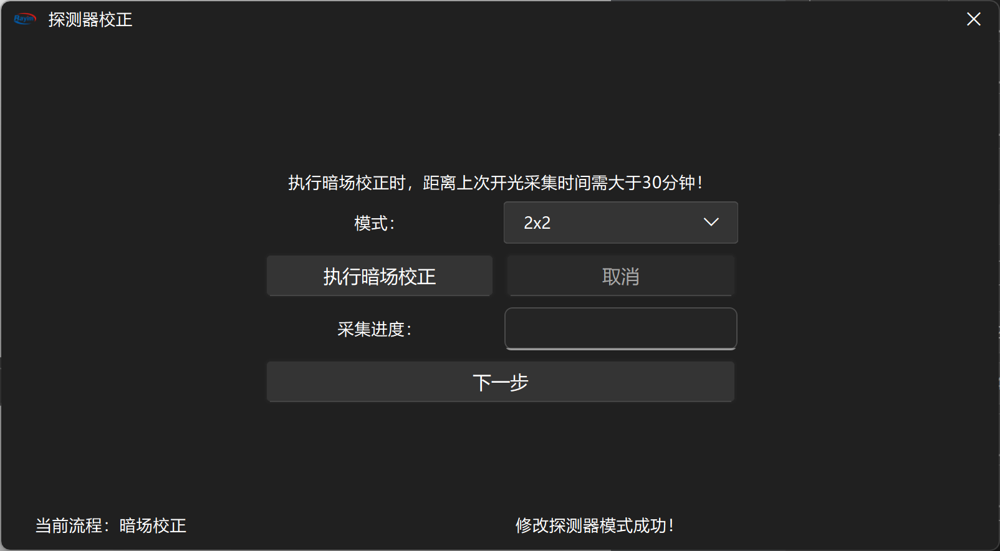 Rayim
探测器校正
执行暗场校正时，距离上次开光采集时间需大于30分钟！
模式：
2x2
执行暗场校正
取消
采集进度：
下一步
当前流程：暗场校正
修改探测器模式成功！